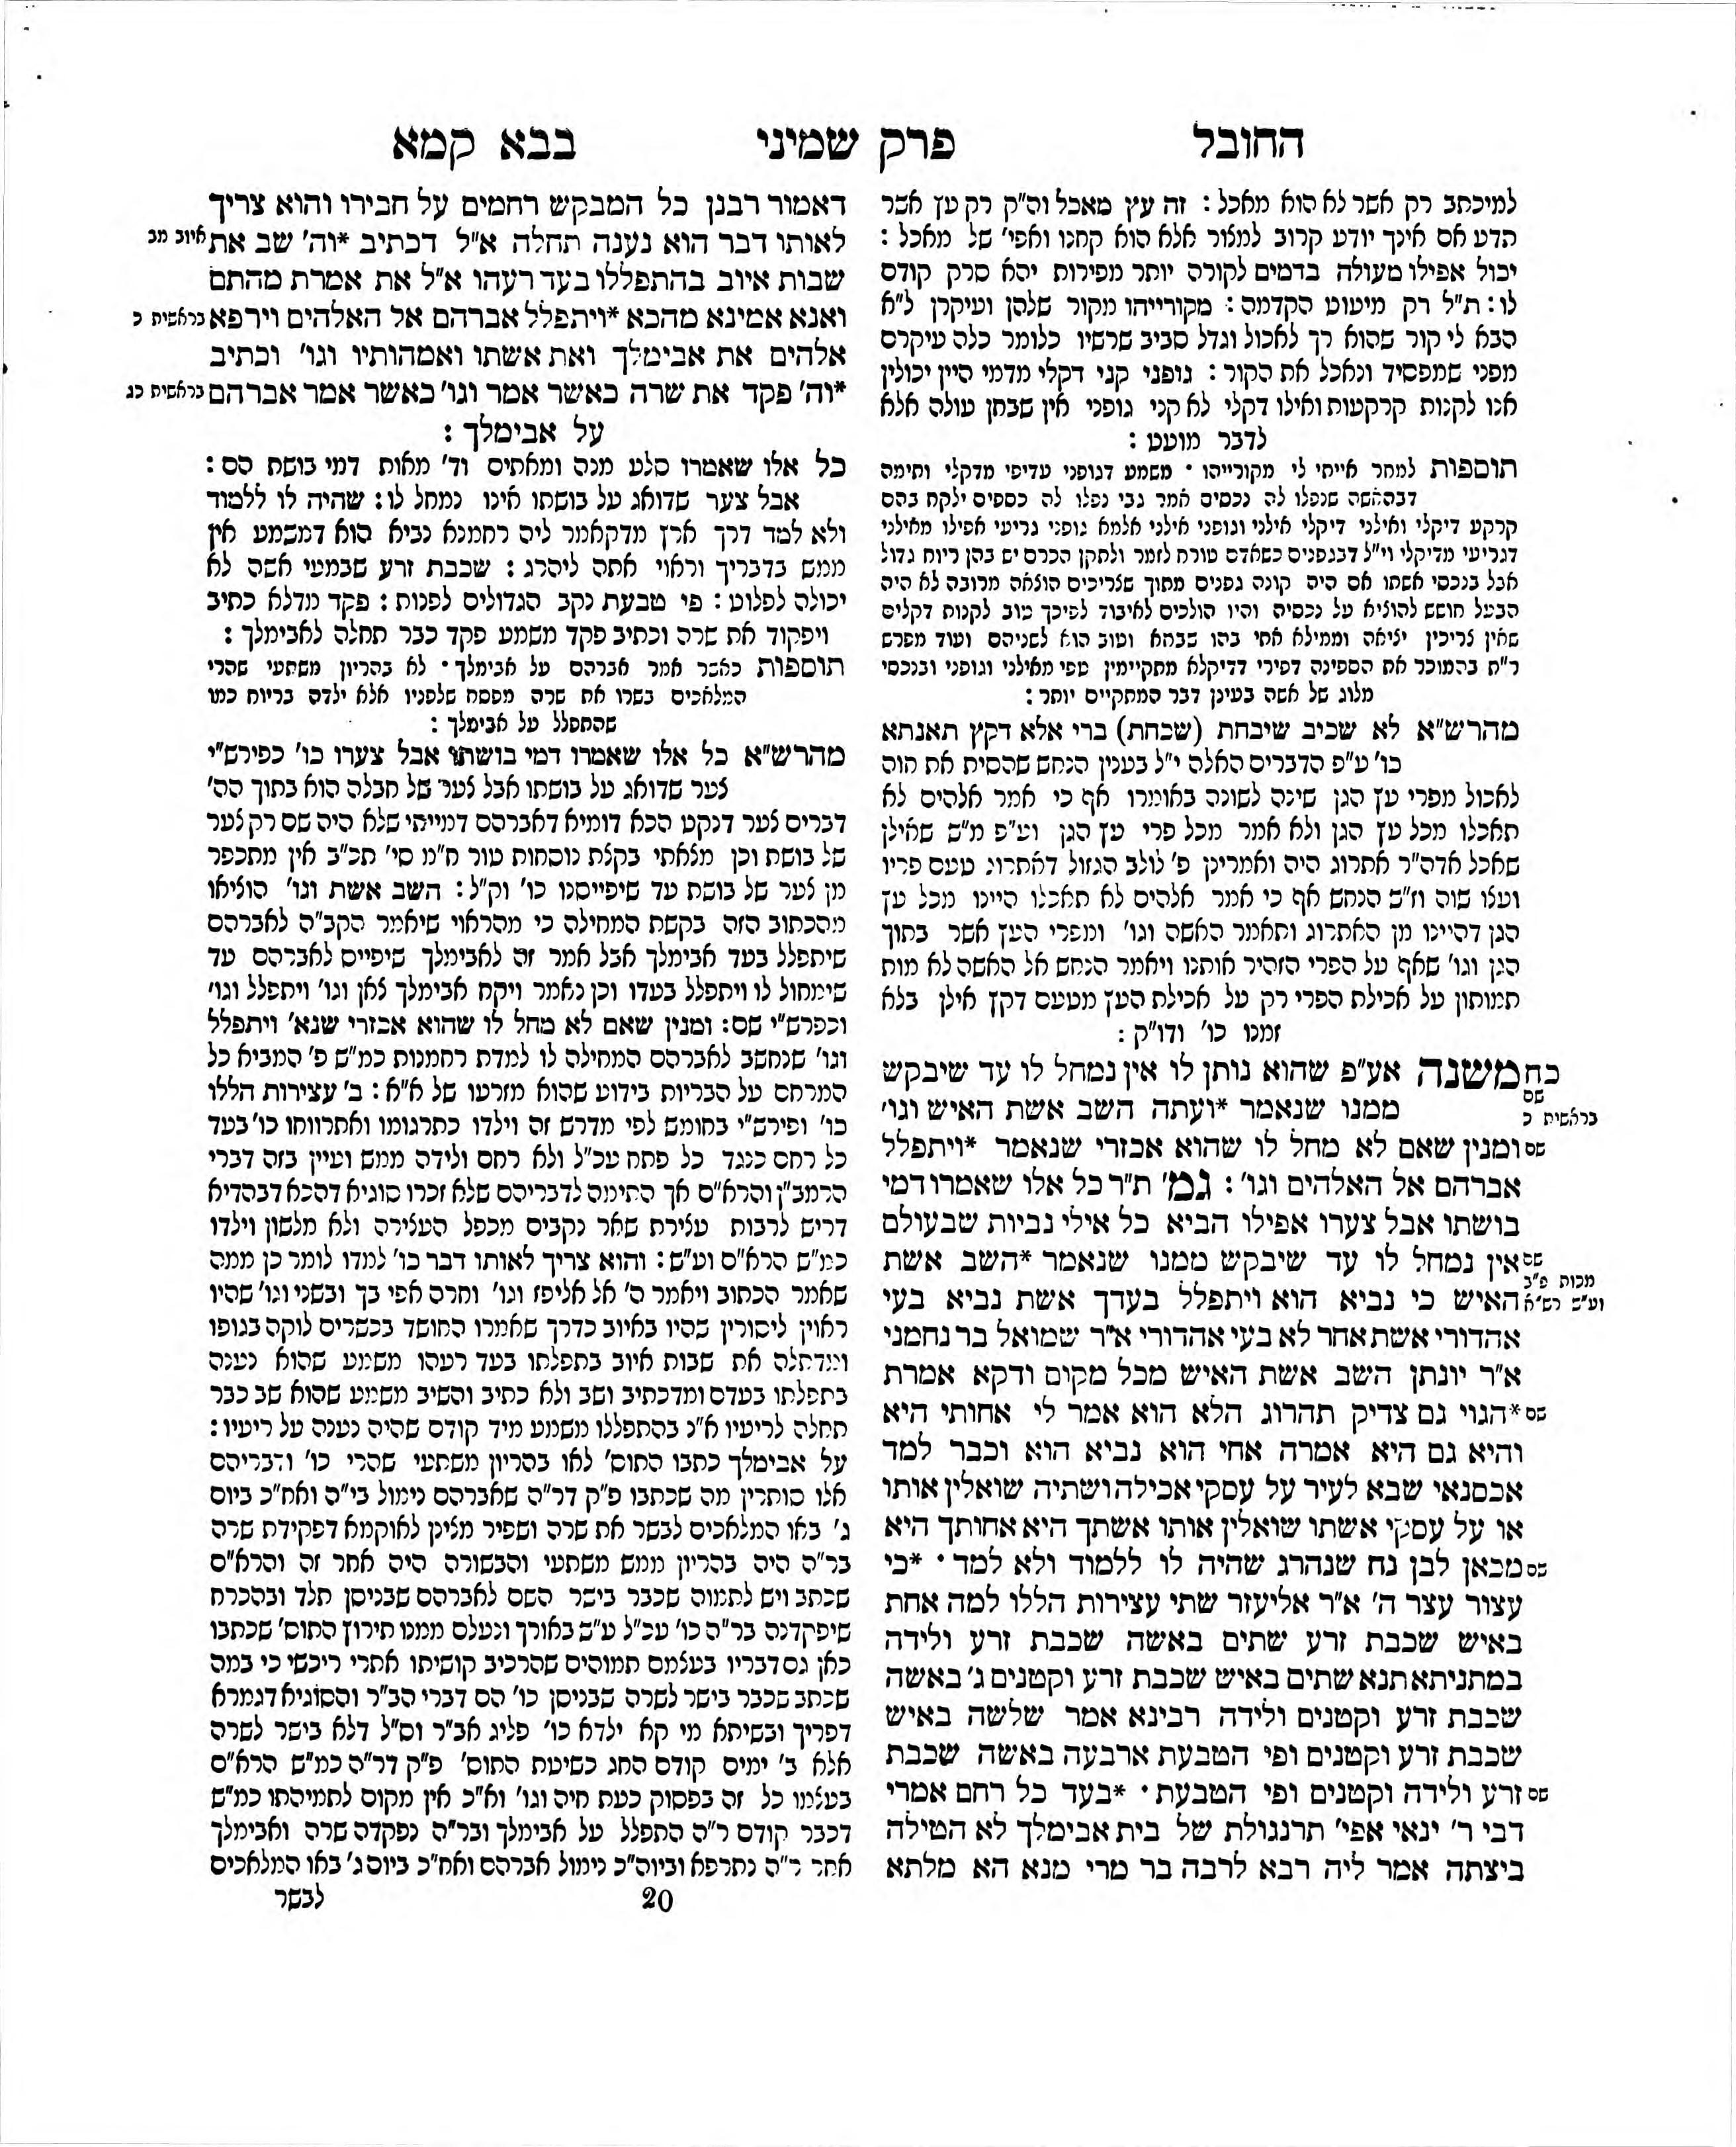 החובל פרק שמיני בבא קמא
למיכתב רק אשר לא הוא מאכל : זה עץ מאכל וה"ק רק עץ אשר
תדע אם אינך יודע קרוב למצור אלא הוא קחנו ואפי' של מאכל :
יכול אפילו מעולה בדמים לקורה יותר מפירות יהא סרק קודם
לו : ת"ל רק מיעוט הקדמה : מקורייהו מקור שלהן ועיקרן ל"א
הבא לי קור שהוא רך לאכול וגדל סביב שרשיו כלומר כלה עיקרם
מפני שמפסיד ונאכל את הקור : גופני קני דקלי מדמי היין יכולין
אנו לקנות קרקעות ואילו דקלי לא קני גופני אין שבחן עולה אלא
לדבר מועט :
תוספות למחר אייתי לי מקורייהו · משמע דגופני עדיפי מדקלי ותימה
דבהאשה שנפלו לה נכסים אמר גבי נפלו לה כספים ילקח בהם
קרקע דיקלי ואילני דיקלי אילני וגופני אילני אלמא גופני גריעי אפילו מאילני
דגריעי מדיקלי וי"ל דבגפנים כשאדם טורח לזמר ולתקן הכרם יש בהן ריוח גדול
אבל בנכסי אשתו אם היה קונה גפנים מתוך שצריכים הוצאה מרובה לא היה
הבעל חושש להוציא על נכסיה והיו הולכים לאיבוד לפיכך טוב לקנות דקלים
שאין צריכין יציאה וממילא אתי בהו שבחא וטוב הוא לשניהם ועוד מפרש
ר"ת בהמוכר את הספינה דפירי דדיקלא מתקיימין טפי מאילני וגופני ובנכסי
מלוג של אשה בעינן דבר המתקיים יותר :
מהרש"א לא שכיב שיבחת (שכחת) ברי אלא דקץ תאנתא
כו' ע"פ הדברים האלה י"ל בענין הנחש שהסית את חוה
לאכול מפרי עץ הגן שינה לשונה באומרו אף כי אמר אלהים לא
תאכלו מכל עץ הגן ולא אמר מכל פרי עץ הגן וע"פ מ"ש שאילן
שאכל אדה"ר אתרוג היה ואמרינן פ' לולב הגזול דאתרוג טעם פריו
ועצו שוה וז"ש הנחש אף כי אמר אלהים לא תאכלו היינו מכל עץ
הגן דהיינו מן האתרוג ותאמר האשה וגו' ומפרי העץ אשר בתוך
הגן וגו' שאף על הפרי הזהיר אותנו ויאמר הנחש אל האשה לא מות
תמותון על אכילת הפרי רק על אכילת העץ מטעם דקץ אילן בלא
זמנו כו' ודו"ק :
כח משנה אע"פ שהוא נותן לו אין נמחל לו עד שיבקש
שם
ממנו שנאמר *ועתה השב אשת האיש וגו'
בראשית כ
שם ומנין שאם לא מחל לו שהוא אכזרי שנאמר *ויתפלל
אברהם אל האלהים וגו' : גמ' ת"ר כל אלו שאמרו דמי
בושתו אבל צערו אפילו הביא כל אילי נביות שבעולם
שם אין נמחל לו עד שיבקש ממנו שנאמר *השב אשת
מכות פ"ב
האיש כי נביא הוא ויתפלל בעדך אשת נביא בעי
וע"ש רש"א
אהדורי אשת אחר לא בעי אהדורי א"ר שמואל בר נחמני
א"ר יונתן השב אשת האיש מכל מקום ודקא אמרת
שם *הגוי גם צדיק תהרוג הלא הוא אמר לי אחותי היא
והיא גם היא אמרה אחי הוא נביא הוא וכבר למד
אכסנאי שבא לעיר על עסקי אכילה ושתיה שואלין אותו
או על עסקי אשתו שואלין אותו אשתך היא אחותך היא
שם מכאן לבן נח שנהרג שהיה לו ללמוד ולא למד · *כי
עצור עצר ה' א"ר אליעזר שתי עצירות הללו למה אחת
באיש שכבת זרע שתים באשה שכבת זרע ולידה
במתניתא תנא שתים באיש שכבת זרע וקטנים ג' באשה
שכבת זרע וקטנים ולידה רבינא אמר שלשה באיש
שכבת זרע וקטנים ופי הטבעת ארבעה באשה שכבת
שם זרע ולידה וקטנים ופי הטבעת · *בעד כל רחם אמרי
דבי ר' ינאי אפי' תרנגולת של בית אבימלך לא הטילה
ביצתה אמר ליה רבא לרבה בר מרי מנא הא מלתא
דאמור רבנן כל המבקש רחמים על חבירו והוא צריך
לאותו דבר הוא נענה תחלה א"ל דכתיב *וה' שב את איוב מב
שבות איוב בהתפללו בעד רעהו א"ל את אמרת מהתם
ואנא אמינא מהכא *ויתפלל אברהם אל האלהים וירפא בראשית כ
אלהים את אבימלך ואת אשתו ואמהותיו וגו' וכתיב
*וה' פקד את שרה כאשר אמר וגו' כאשר אמר אברהם בראשית כג
על אבימלך :
כל אלו שאמרו סלע מנה ומאתים וד' מאות דמי בושת הם :
אבל צער שדואג על בושתו אינו נמחל לו : שהיה לו ללמוד
ולא למד דרך ארץ מדקאמר ליה רחמנא נביא הוא דמשמע אין
ממש בדבריך וראוי אתה ליהרג : שכבת זרע שבמעי אשה לא
יכולה לפלוט : פי טבעת נקב הגדולים לפנות : פקד מדלא כתיב
ויפקוד את שרה וכתיב פקד משמע פקד כבר תחלה לאבימלך :
תוספות כאשר אמר אברהם על אבימלך · לא בהריון משתעי שהרי
המלאכים בשרו את שרה מפסח שלפניו אלא ילדה בריוח כמו
שהתפלל על אבימלך :
מהרש"א כל אלו שאמרו דמי בושתו אבל צערו כו' כפירש"י
צער שדואג על בושתו אבל צער של חבלה הוא בתוך הה'
דברים צער דנקט הכא דומיא דאברהם דמייתי שלא היה שם רק צער
של בושת וכן מצאתי בקצת נוסחות טור ח"מ סי' תכ"ב אין מתכפר
מן צער של בושת עד שיפייסנו כו' וק"ל : השב אשת וגו' הוציאו
מהכתוב הזה בקשת המחילה כי מהראוי שיאמר הקב"ה לאברהם
שיתפלל בעד אבימלך אבל אמר זה לאבימלך שיפייס לאברהם עד
שימחול לו ויתפלל בעדו וכן נאמר ויקח אבימלך צאן וגו' ויתפלל וגו'
וכפרש"י שם : ומנין שאם לא מחל לו שהוא אכזרי שנא' ויתפלל
וגו' שנחשב לאברהם המחילה לו למדת רחמנות כמ"ש פ' המביא כל
המרחם על הבריות בידוע שהוא מזרעו של א"א : ב' עצירות הללו
כו' ופירש"י בחומש לפי מדרש זה וילדו כתרגומו ואתרווחו כו' בעד
כל רחם כנגד כל פתח עכ"ל ולא רחם ולידה ממש ועיין בזה דברי
הרמב"ן והרא"ם אך התימה לדבריהם שלא זכרו סוגיא דהכא דבהדיא
דריש לרבות עצירת שאר נקבים מכפל העצירה ולא מלשון וילדו
כמ"ש הרא"ם וע"ש : והוא צריך לאותו דבר כו' למדו לומר כן ממה
שאמר הכתוב ויאמר ה' אל אליפז וגו' וחרה אפי בך ובשני וגו' שהיו
ראוין ליסורין שהיו באיוב כדרך שאמרו החושד בכשרים לוקה בגופו
ומדתלה את שבות איוב בתפלתו בעד רעהו משמע שהוא נענה
בתפלתו בעדם ומדכתיב ושב ולא כתיב והשיב משמע שהוא שב כבר
תחלה לריעיו א"נ בהתפללו משמע מיד קודם שהיה נענה על ריעיו :
על אבימלך כתבו התוס' לאו בהריון משתעי שהרי כו' ודבריהם
אלו סותרין מה שכתבו פ"ק דר"ה שאברהם נימול בי"ה ואח"כ ביום
ג' באו המלאכים לבשר את שרה ושפיר מצינן לאוקמא דפקידת שרה
בר"ה היה בהריון ממש משתעי והבשורה היה אחר זה והרא"ם
שכתב ויש לתמוה שכבר בישר השם לאברהם שבניסן תלד ובהכרח
שיפקדנה בר"ה כו' עכ"ל ע"ש באורך ונעלם ממנו תירוץ התוס' שכתבו
כאן גם דבריו בעצמם תמוהים שהרכיב קושיתו אתרי ריכשי כי במה
שכתב שכבר בישר לשרה שבניסן כו' הם דברי הב"ר והסוגיא דגמרא
דפריך ובשיתא מי קא ילדא כו' פליג אב"ר וס"ל דלא בישר לשרה
אלא ב' ימים קודם החג כשיטת התוס' פ"ק דר"ה כמ"ש הרא"ם
בעצמו כל זה בפסוק כעת חיה וגו' וא"כ אין מקום לתמיהתו כמ"ש
דכבר קודם ר"ה התפלל על אבימלך ובר"ה נפקדה שרה ואבימלך
אחר ר"ה נתרפא וביוה"כ נימול אברהם ואח"כ ביום ג' באו המלאכים
20 לבשר